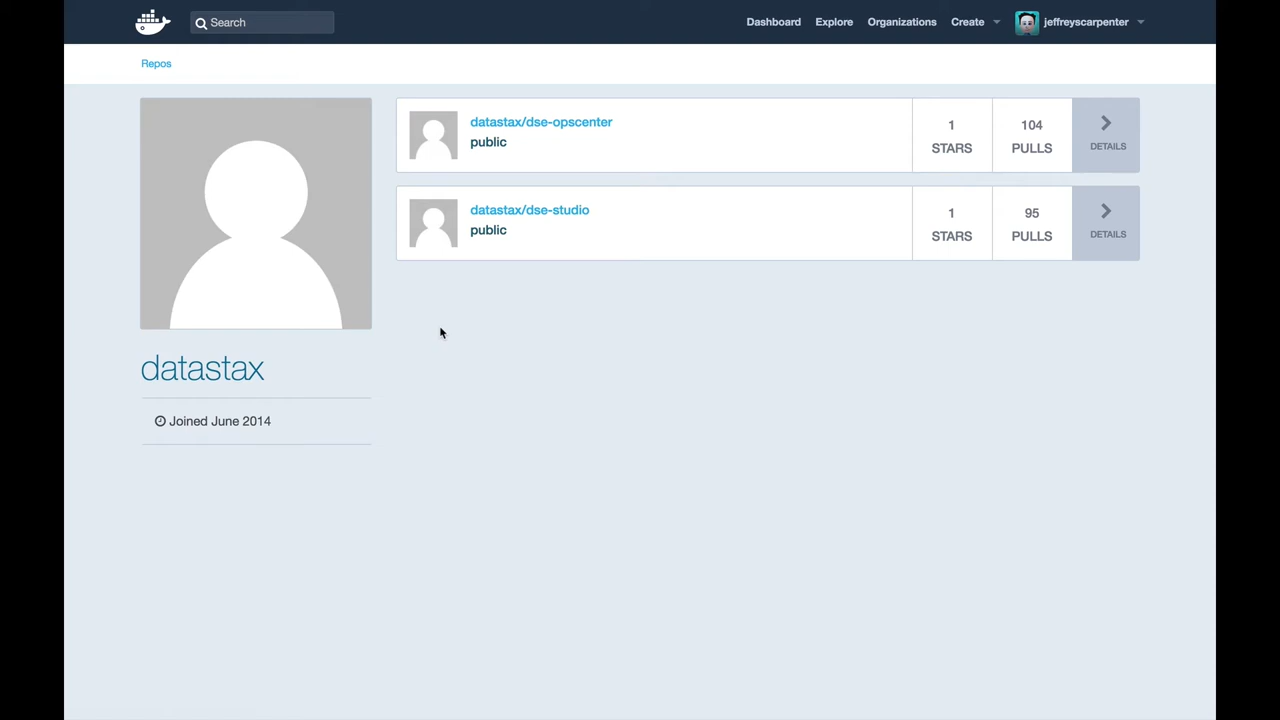 Search
Dashboard
Explore
Organizations
Create
jeffreyscarpenter
Repos
datastax/dse-opscenter
public
1
STARS
104
PULLS
DETAILS
datastax/dse-studio
public
1
STARS
95
PULLS
DETAILS
datastax
Joined June 2014